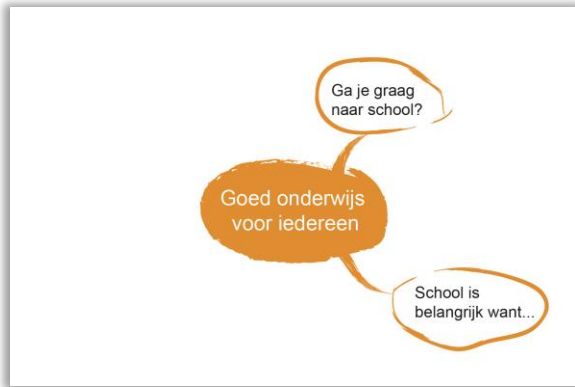 Ga je graag
naar school?
Goed onderwijs
voor iedereen
School is
belangrijk want...